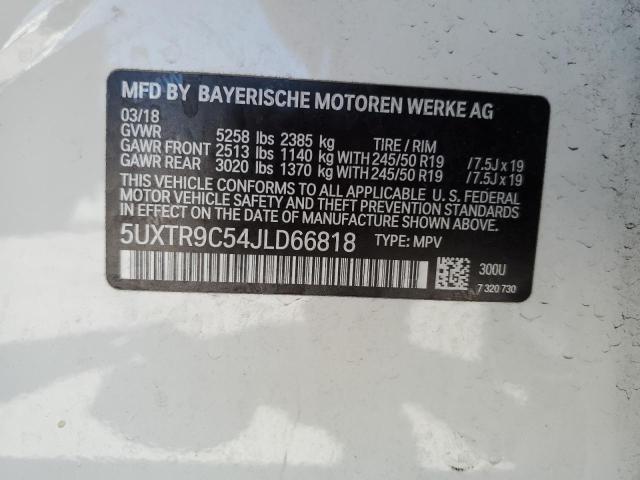 MFD BY BAYERISCHE MOTOREN WERKE AG
03/18
GVWR 5258 lbs 2385 kg TIRE / RIM
GAWR FRONT 2513 lbs 1140 kg WITH 245/50 R19 /7.5J x 19
GAWR REAR 3020 lbs 1370 kg WITH 245/50 R19 /7.5J x 19
THIS VEHICLE CONFORMS TO ALL APPLICABLE U. S. FEDERAL
MOTOR VEHICLE SAFETY AND THEFT PREVENTION STANDARDS
IN EFFECT ON THE DATE OF MANUFACTURE SHOWN ABOVE.
5UXTR9C54JLD66818 TYPE: MPV
300U
7 320 730